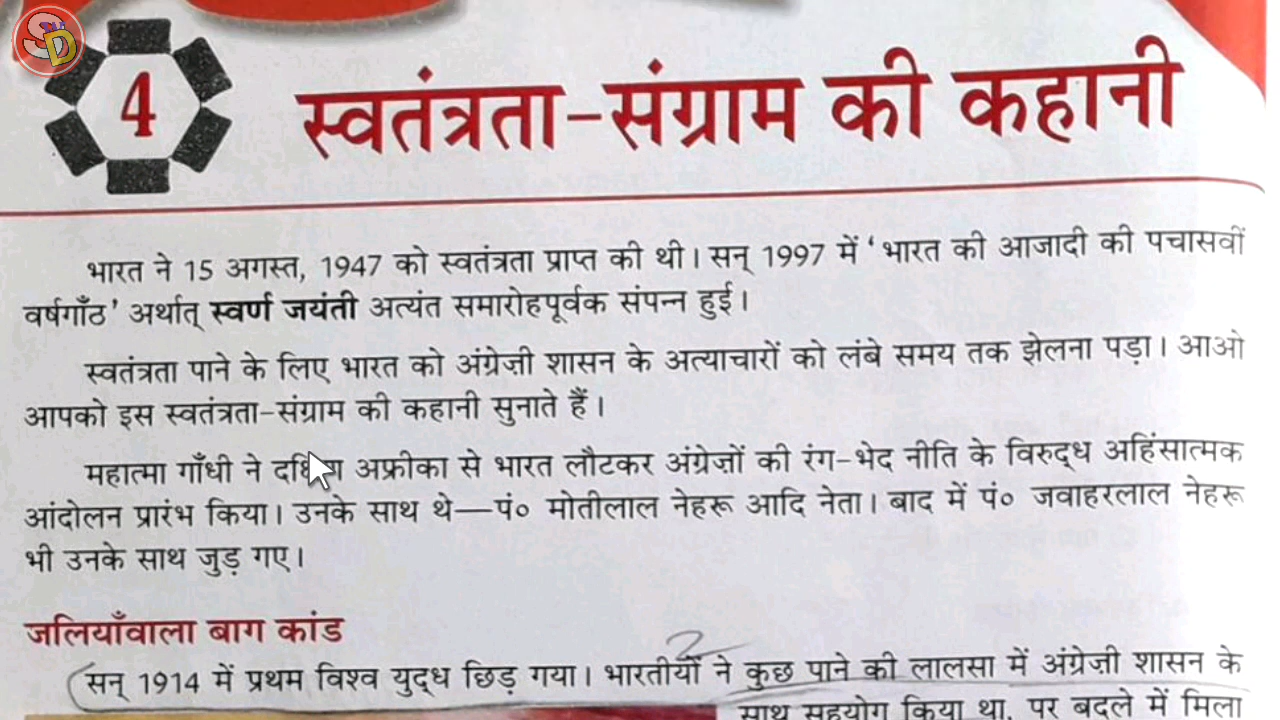 SD
4
स्वतंत्रता-संग्राम की कहानी
भारत ने 15 अगस्त, 1947 को स्वतंत्रता प्राप्त की थी। सन् 1997 में ‘भारत की आजादी की पचासवीं
वर्षगाँठ’ अर्थात् स्वर्ण जयंती अत्यंत समारोहपूर्वक संपन्न हुई।
स्वतंत्रता पाने के लिए भारत को अंग्रेज़ी शासन के अत्याचारों को लंबे समय तक झेलना पड़ा। आओ
आपको इस स्वतंत्रता-संग्राम की कहानी सुनाते हैं।
महात्मा गाँधी ने दक्षिण अफ्रीका से भारत लौटकर अंग्रेज़ों की रंग-भेद नीति के विरुद्ध अहिंसात्मक
आंदोलन प्रारंभ किया। उनके साथ थे—पं० मोतीलाल नेहरू आदि नेता। बाद में पं० जवाहरलाल नेहरू
भी उनके साथ जुड़ गए।
जलियाँवाला बाग कांड
2
सन् 1914 में प्रथम विश्व युद्ध छिड़ गया। भारतीयों ने कुछ पाने की लालसा में अंग्रेज़ी शासन के
साथ सहयोग किया था, पर बदले में मिला